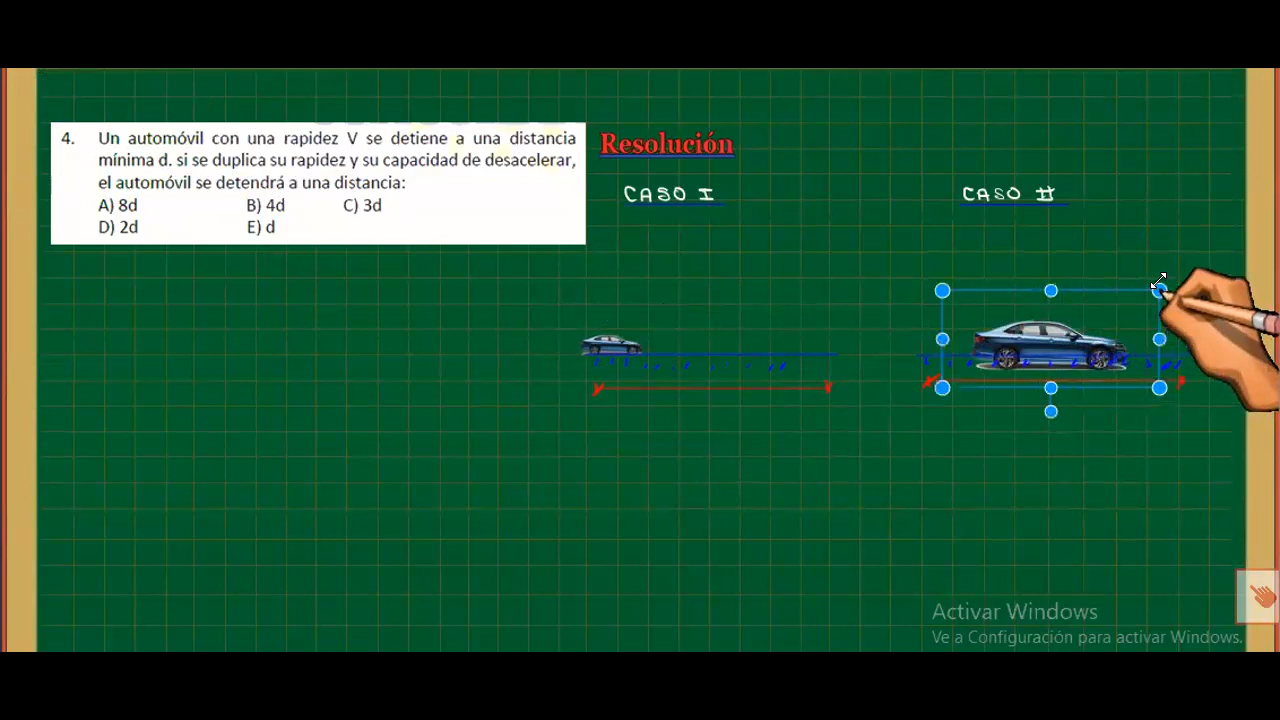 4. Un automóvil con una rapidez V se detiene a una distancia
mínima d. si se duplica su rapidez y su capacidad de desacelerar,
el automóvil se detendrá a una distancia:
A) 8d B) 4d C) 3d
D) 2d E) d
Resolución
CASO I
CASO II
Activar Windows
Ve a Configuración para activar Windows.